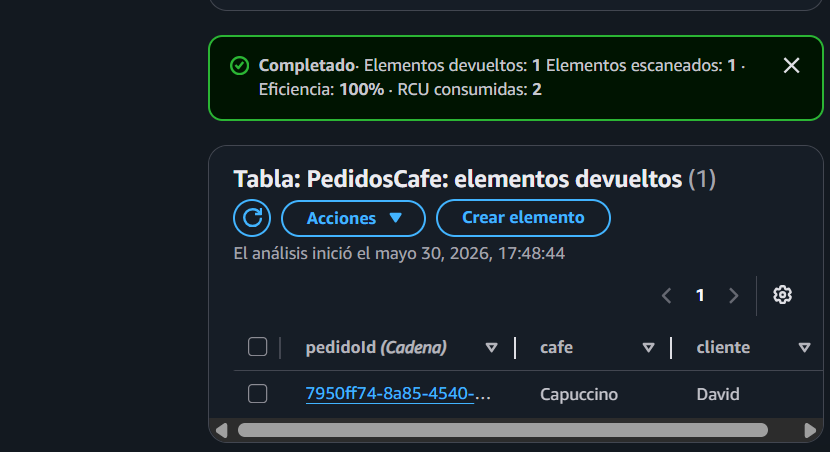 Completado· Elementos devueltos: 1 Elementos escaneados: 1 ·
Eficiencia: 100% · RCU consumidas: 2
Tabla: PedidosCafe: elementos devueltos (1)
Acciones
Crear elemento
El análisis inició el mayo 30, 2026, 17:48:44
1
pedidoId (Cadena)
cafe
cliente
7950ff74-8a85-4540-...
Capuccino
David